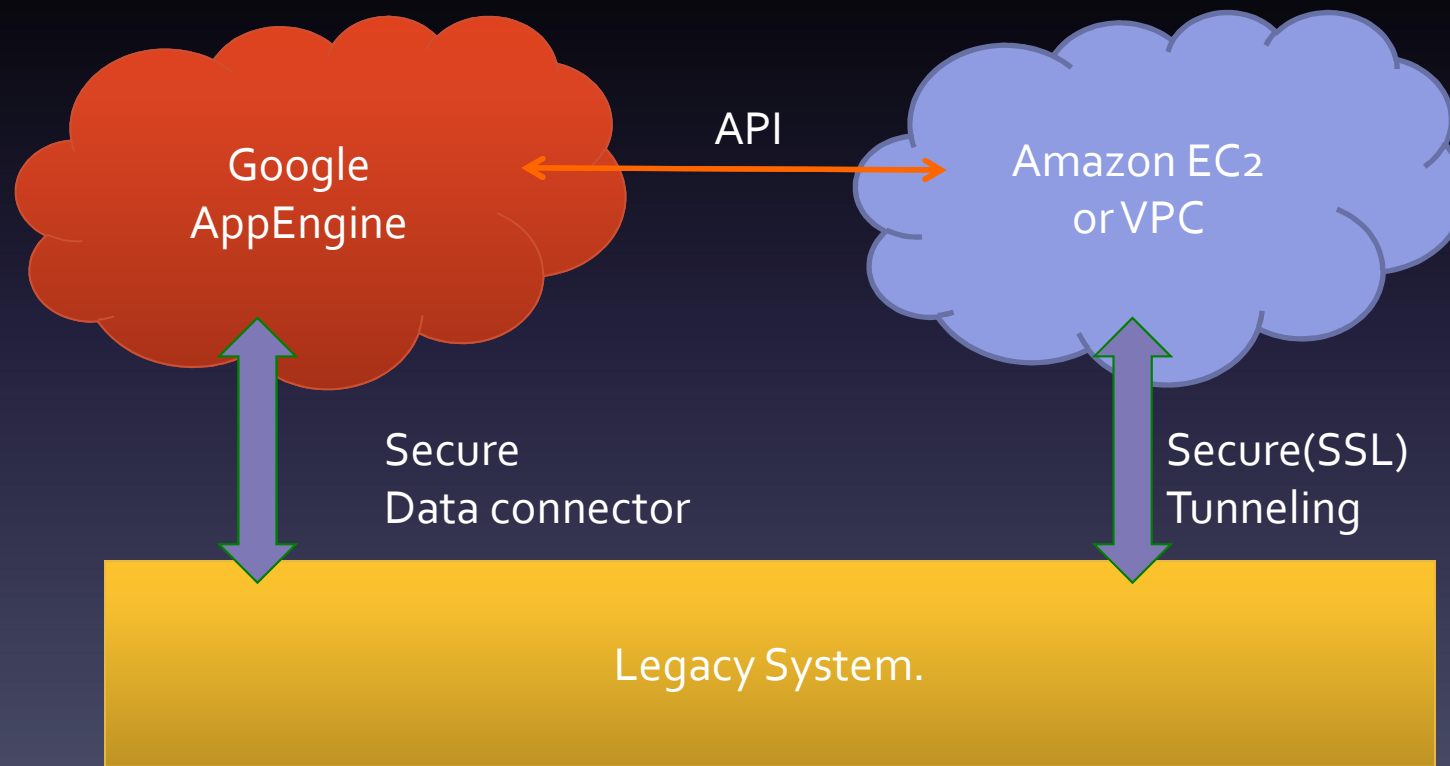 Google
AppEngine
API
Amazon EC2
or VPC
Secure
Data connector
Secure(SSL)
Tunneling
Legacy System.